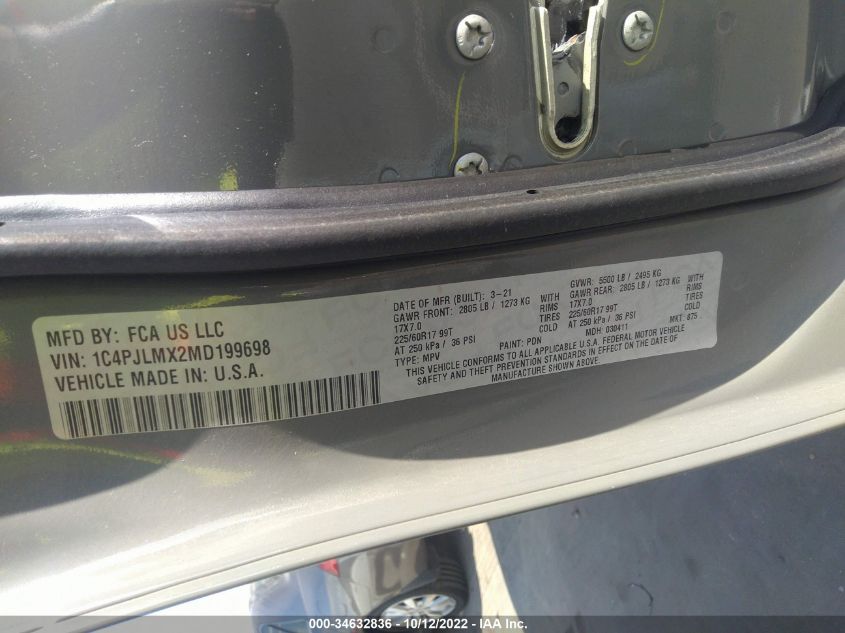 MFD BY: FCA US LLC
VIN: 1C4PJLMX2MD199698
VEHICLE MADE IN: U.S.A.
DATE OF MFR (BUILT): 3-21
GAWR FRONT: 2805 LB / 1273 KG WITH
17X7.0 RIMS
225/60R17 99T TIRES
AT 250 kPa / 36 PSI COLD
TYPE: MPV PAINT: PDN
GVWR: 5500 LB / 2495 KG
GAWR REAR: 2805 LB / 1273 KG WITH
17X7.0 RIMS
225/60R17 99T TIRES
AT 250 kPa / 36 PSI COLD
MDH: 030411 MKT: 875
THIS VEHICLE CONFORMS TO ALL APPLICABLE U.S.A. FEDERAL MOTOR VEHICLE
SAFETY AND THEFT PREVENTION STANDARDS IN EFFECT ON THE DATE OF
MANUFACTURE SHOWN ABOVE.
000-34632836 - 10/12/2022 - IAA Inc.